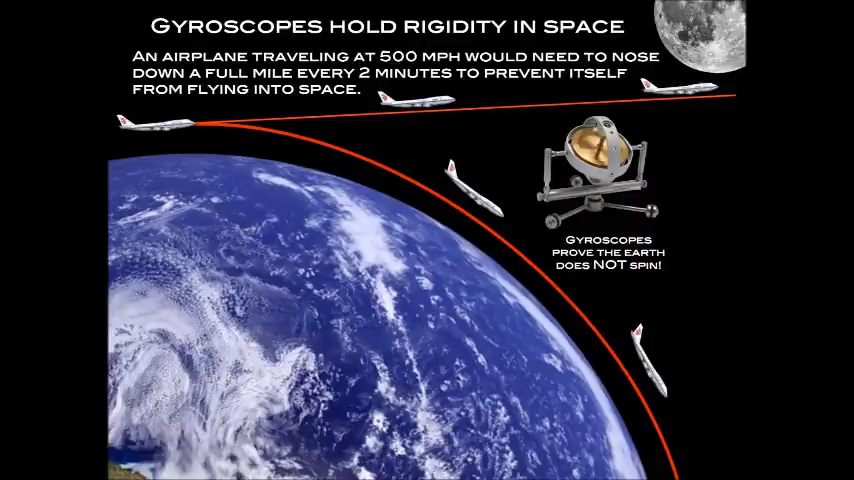 Gyroscopes hold rigidity in space
An airplane traveling at 500 mph would need to nose
down a full mile every 2 minutes to prevent itself
from flying into space.
Gyroscopes
prove the earth
does NOT spin!